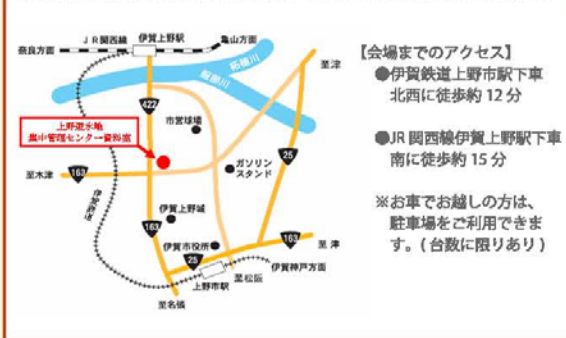 JR関西線
伊賀上野駅
亀山方面
奈良方面
柘植川
服部川
至津
422
市営球場
上野遊水地
集中管理センター資料室
25
ガソリン
スタンド
至木津
163
伊賀鉄道
伊賀上野城
163
伊賀市役所
163
至津
25
伊賀神戸方面
上野市駅
至松阪
至名張
【会場までのアクセス】
●伊賀鉄道上野市駅下車
北西に徒歩約12分
●JR関西線伊賀上野駅下車
南に徒歩約15分
※お車でお越しの方は、
駐車場をご利用できま
す。(台数に限りあり)